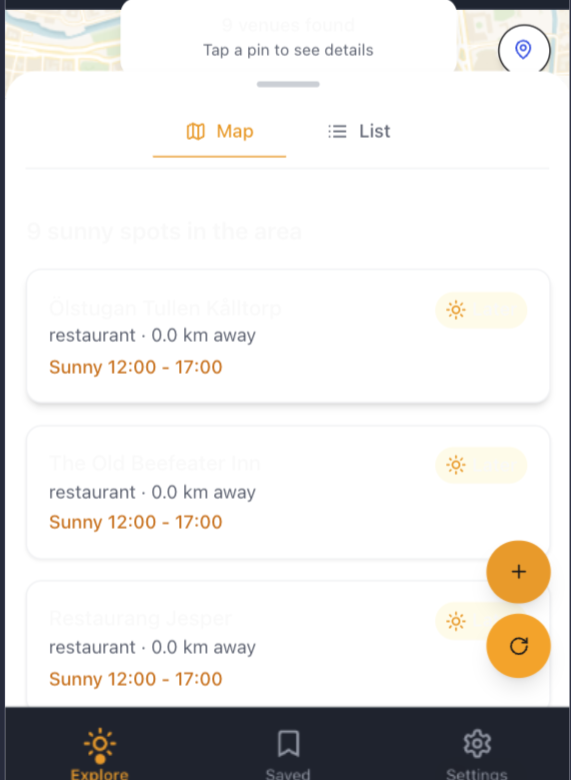 9 venues found
Tap a pin to see details
Map
List
9 sunny spots in the area
Ölstugan Tullen Kålltorp
restaurant · 0.0 km away
Sunny 12:00 - 17:00
The Old Beefeater Inn
restaurant · 0.0 km away
Sunny 12:00 - 17:00
Restaurang Jesper
restaurant · 0.0 km away
Sunny 12:00 - 17:00
Explore
Saved
Settings